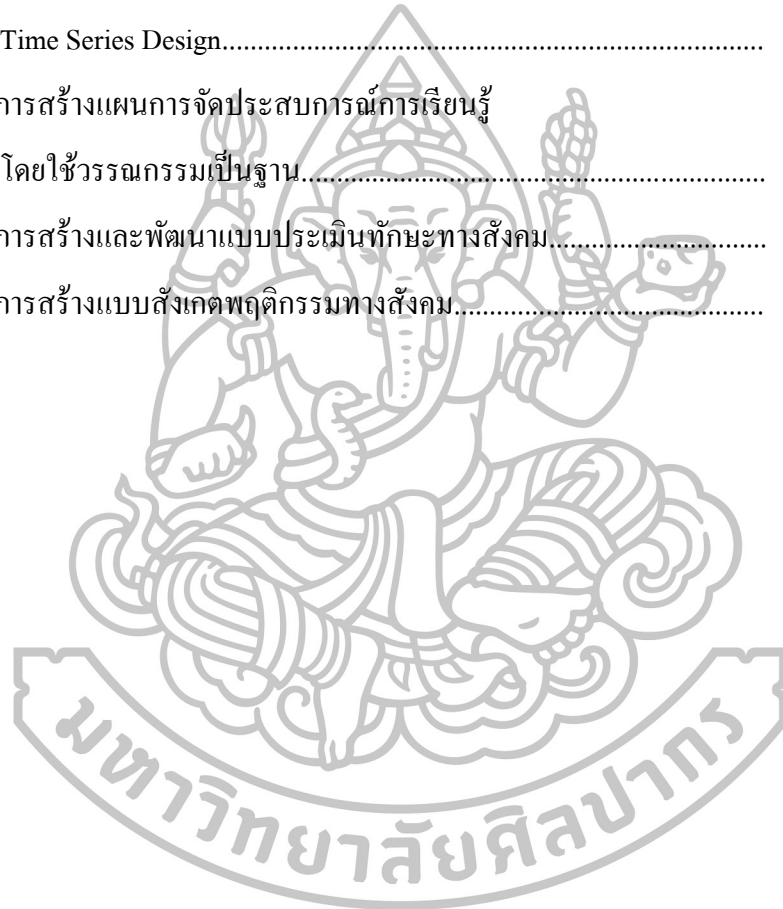 Time Series Design............................................................................
การสร้างแผนการจัดประสบการณ์การเรียนรู้
โดยใช้วรรณกรรมเป็นฐาน.................................................................
การสร้างและพัฒนาแบบประเมินทักษะทางสังคม..............................
การสร้างแบบสังเกตพฤติกรรมทางสังคม...........................................
มหาวิทยาลัยศิลปากร